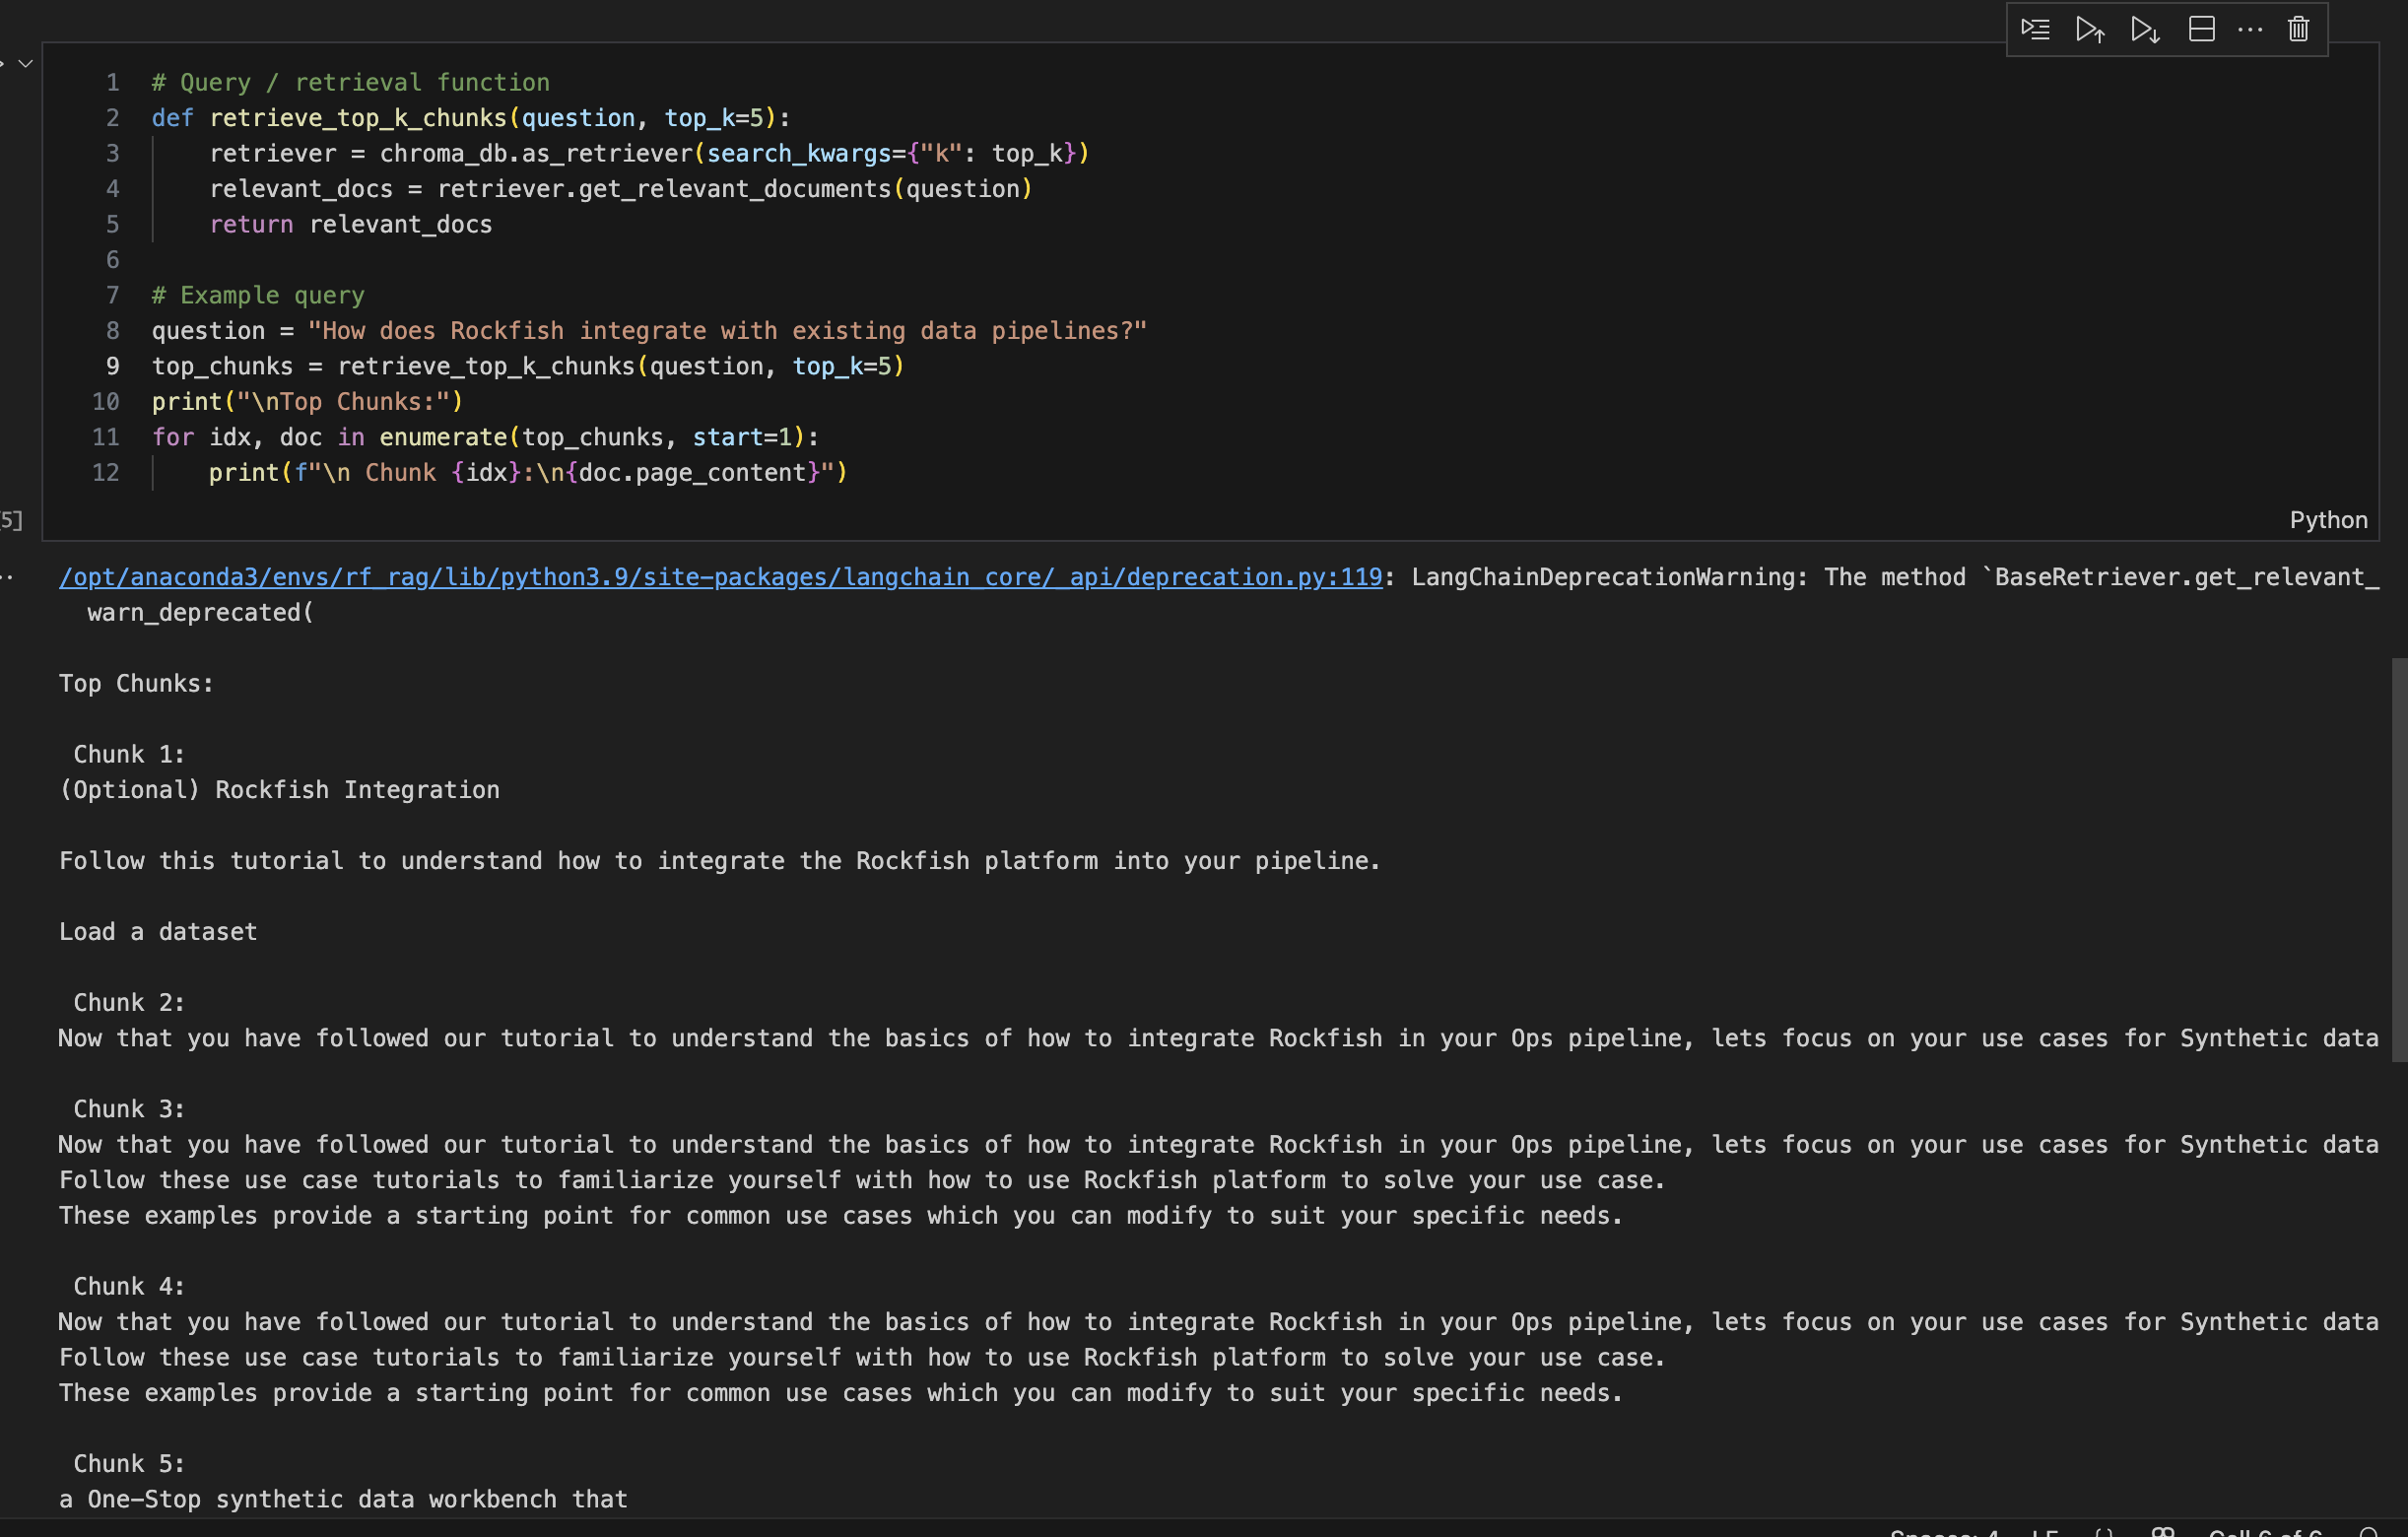 1 # Query / retrieval function
2 def retrieve_top_k_chunks(question, top_k=5):
3     retriever = chroma_db.as_retriever(search_kwargs={"k": top_k})
4     relevant_docs = retriever.get_relevant_documents(question)
5     return relevant_docs
6
7 # Example query
8 question = "How does Rockfish integrate with existing data pipelines?"
9 top_chunks = retrieve_top_k_chunks(question, top_k=5)
10 print("\nTop Chunks:")
11 for idx, doc in enumerate(top_chunks, start=1):
12     print(f"\n Chunk {idx}:\n{doc.page_content}")
5]
Python
/opt/anaconda3/envs/rf_rag/lib/python3.9/site-packages/langchain_core/_api/deprecation.py:119: LangChainDeprecationWarning: The method `BaseRetriever.get_relevant_
  warn_deprecated(
Top Chunks:
 Chunk 1:
(Optional) Rockfish Integration
Follow this tutorial to understand how to integrate the Rockfish platform into your pipeline.
Load a dataset
 Chunk 2:
Now that you have followed our tutorial to understand the basics of how to integrate Rockfish in your Ops pipeline, lets focus on your use cases for Synthetic data
 Chunk 3:
Now that you have followed our tutorial to understand the basics of how to integrate Rockfish in your Ops pipeline, lets focus on your use cases for Synthetic data
Follow these use case tutorials to familiarize yourself with how to use Rockfish platform to solve your use case.
These examples provide a starting point for common use cases which you can modify to suit your specific needs.
 Chunk 4:
Now that you have followed our tutorial to understand the basics of how to integrate Rockfish in your Ops pipeline, lets focus on your use cases for Synthetic data
Follow these use case tutorials to familiarize yourself with how to use Rockfish platform to solve your use case.
These examples provide a starting point for common use cases which you can modify to suit your specific needs.
 Chunk 5:
a One-Stop synthetic data workbench that